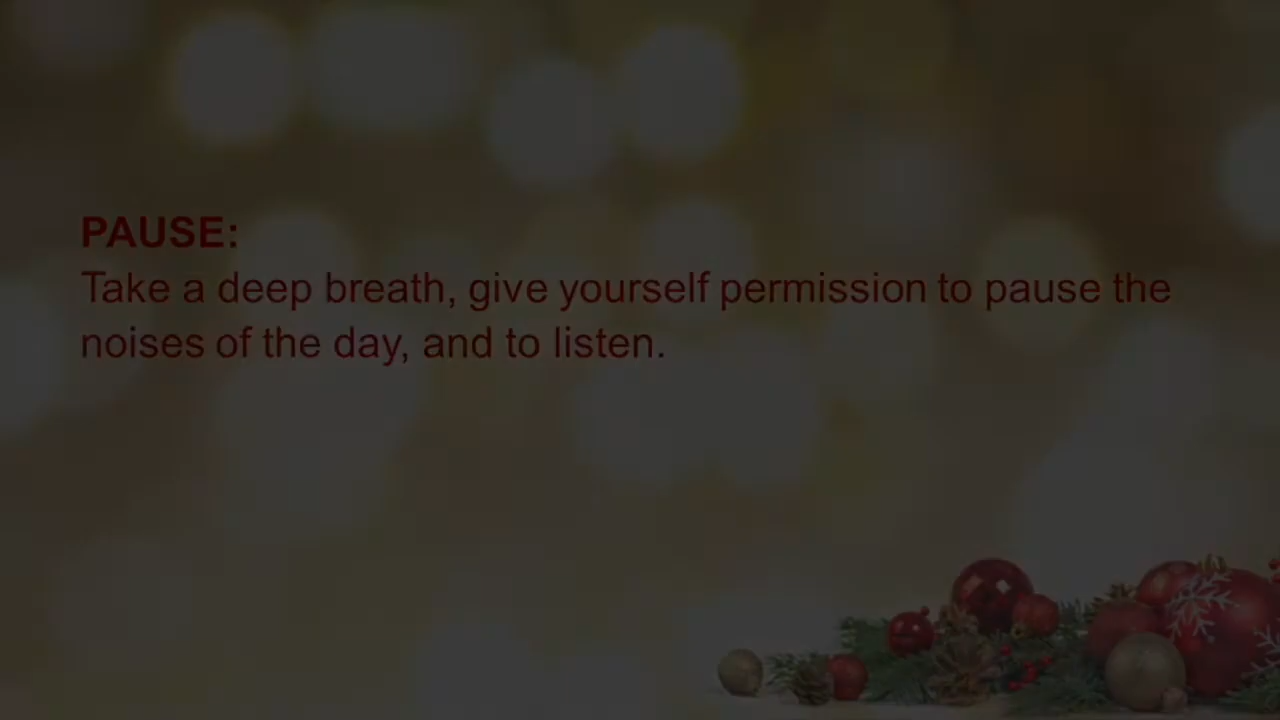 PAUSE:
Take a deep breath, give yourself permission to pause the
noises of the day, and to listen.